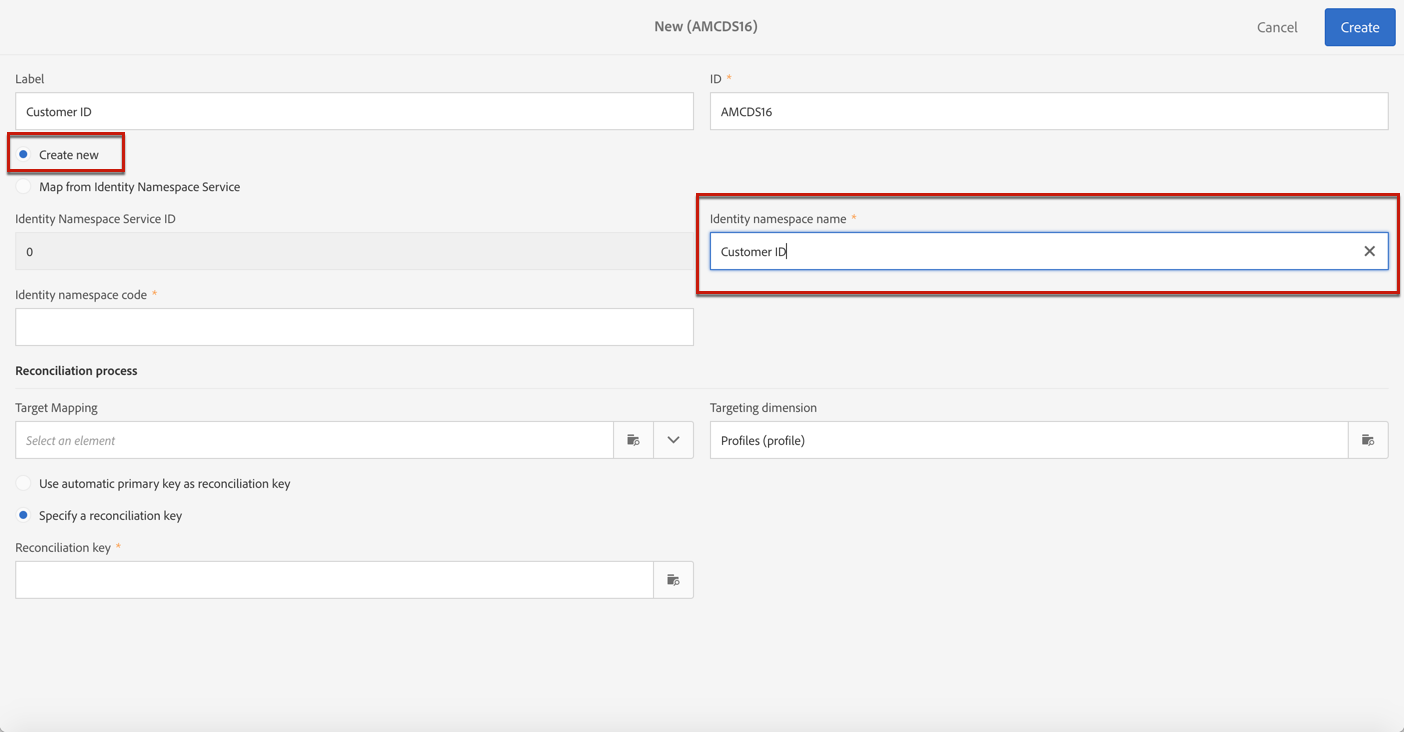 New (AMCDS16)
Cancel
Create
Label
ID *
Customer ID
AMCDS16
Create new
Map from Identity Namespace Service
Identity Namespace Service ID
Identity namespace name *
0
Customer ID
Identity namespace code *
Reconciliation process
Target Mapping
Targeting dimension
Select an element
Profiles (profile)
Use automatic primary key as reconciliation key
Specify a reconciliation key
Reconciliation key *